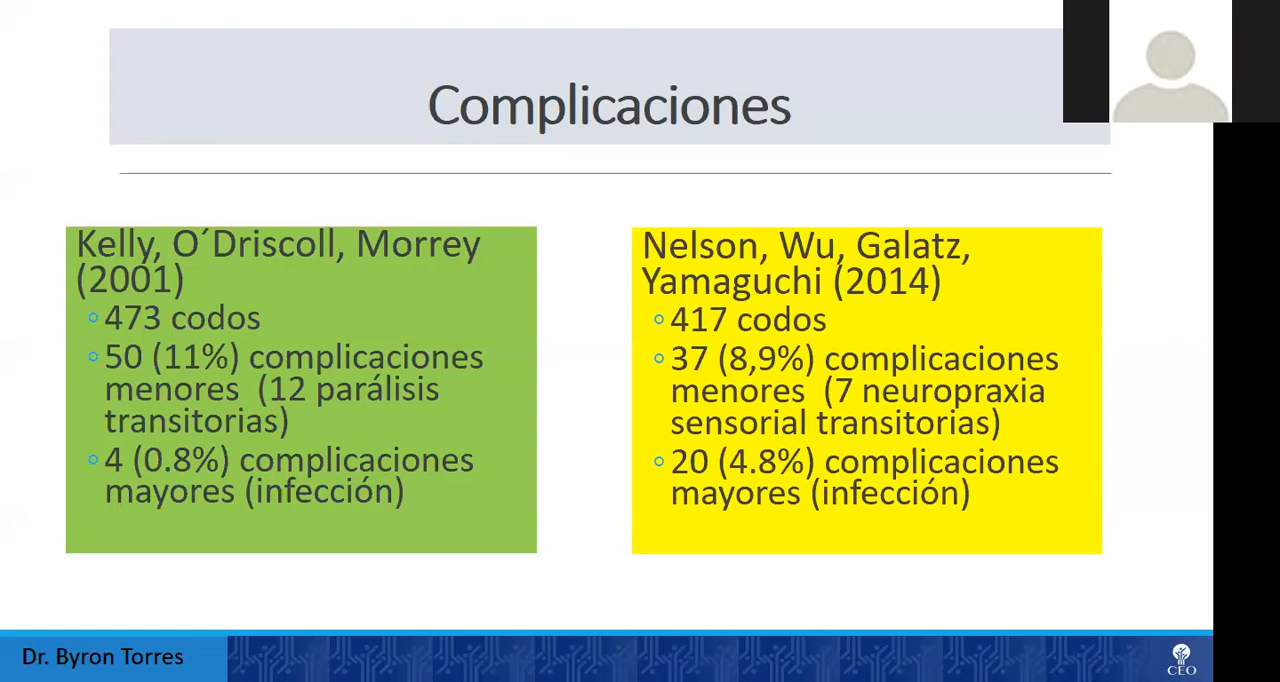 Complicaciones
Kelly, O´Driscoll, Morrey
(2001)
473 codos
50 (11%) complicaciones
menores (12 parálisis
transitorias)
4 (0.8%) complicaciones
mayores (infección)
Nelson, Wu, Galatz,
Yamaguchi (2014)
417 codos
37 (8,9%) complicaciones
menores (7 neuropraxia
sensorial transitorias)
20 (4.8%) complicaciones
mayores (infección)
Dr. Byron Torres
CEO